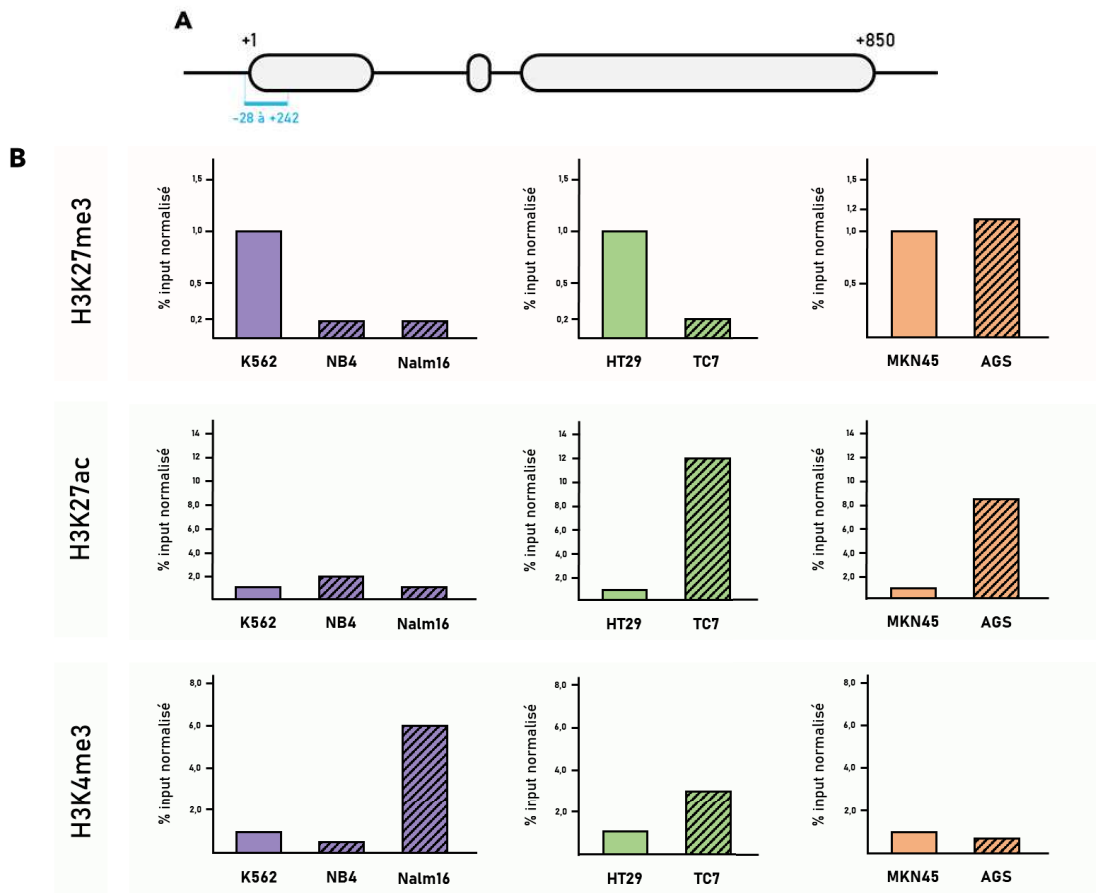 A
+1
+850
-28 à +242
B
H3K27me3
% input normalisé
1,5
1,0
0,5
0,2
K562 NB4 Nalm16
% input normalisé
1,5
1,0
0,5
0,2
HT29 TC7
% input normalisé
1,5
1,2
1,0
0,5
MKN45 AGS
H3K27ac
% input normalisé
14
12
10
8,0
6,0
4,0
2,0
K562 NB4 Nalm16
% input normalisé
14
12
10
8,0
6,0
4,0
2,0
HT29 TC7
% input normalisé
14
12
10
8,0
6,0
4,0
2,0
MKN45 AGS
H3K4me3
% input normalisé
8,0
6,0
4,0
2,0
K562 NB4 Nalm16
% input normalisé
8,0
6,0
4,0
2,0
HT29 TC7
% input normalisé
8,0
6,0
4,0
2,0
MKN45 AGS